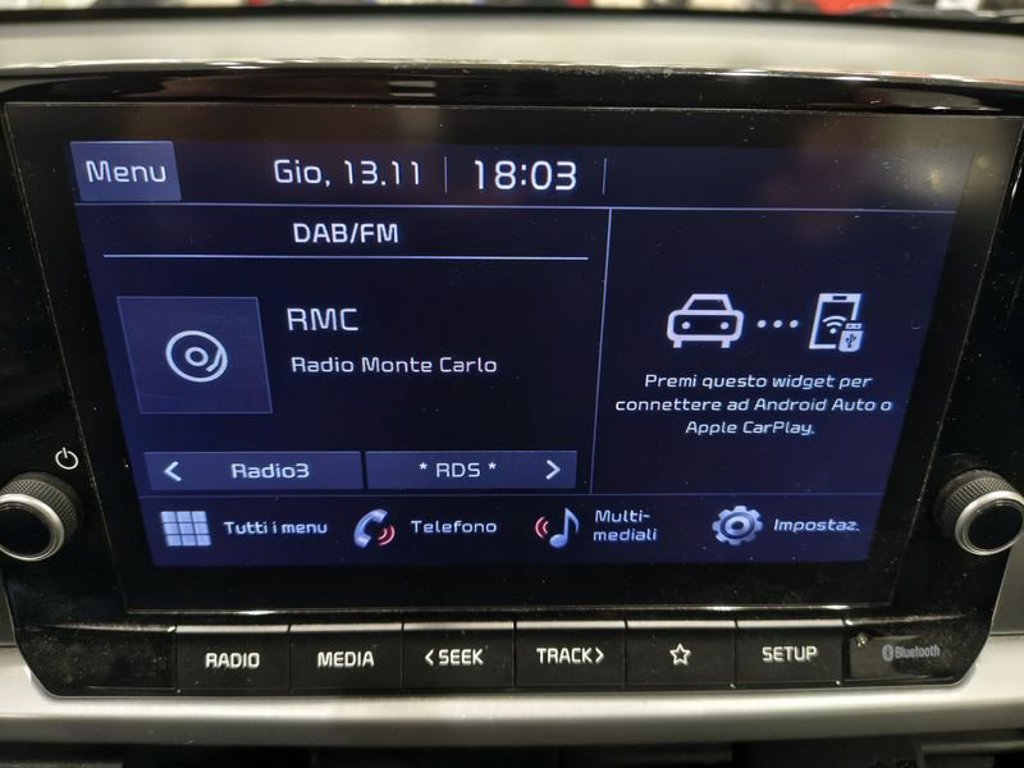 Menu
Gio, 13.11
18:03
DAB/FM
RMC
Radio Monte Carlo
Radio3
* RDS *
Premi questo widget per
connettere ad Android Auto o
Apple CarPlay.
Tutti i menu
Telefono
Multi-
mediali
Impostaz.
RADIO
MEDIA
<SEEK
TRACK>
SETUP
Bluetooth